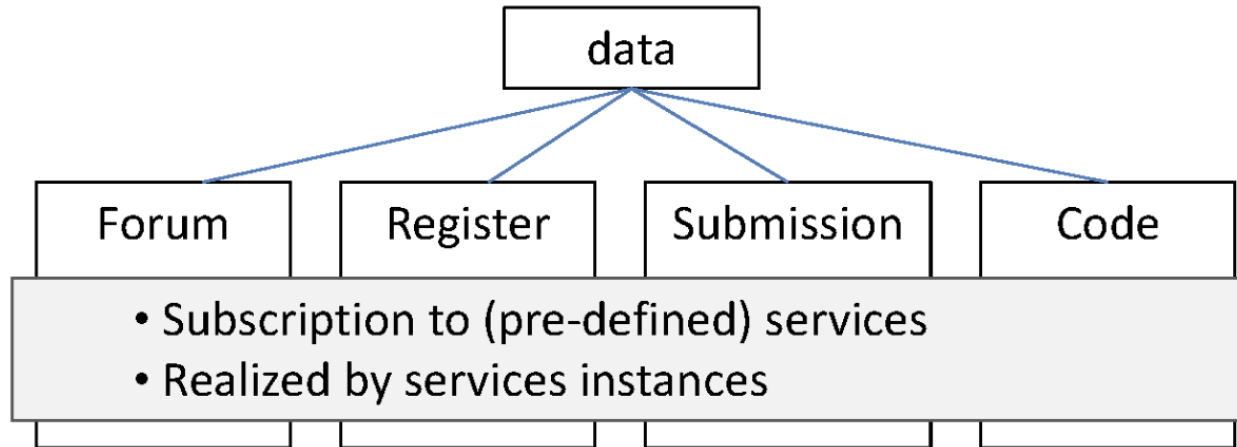 data
Forum
Register
Submission
Code
• Subscription to (pre-defined) services
• Realized by services instances